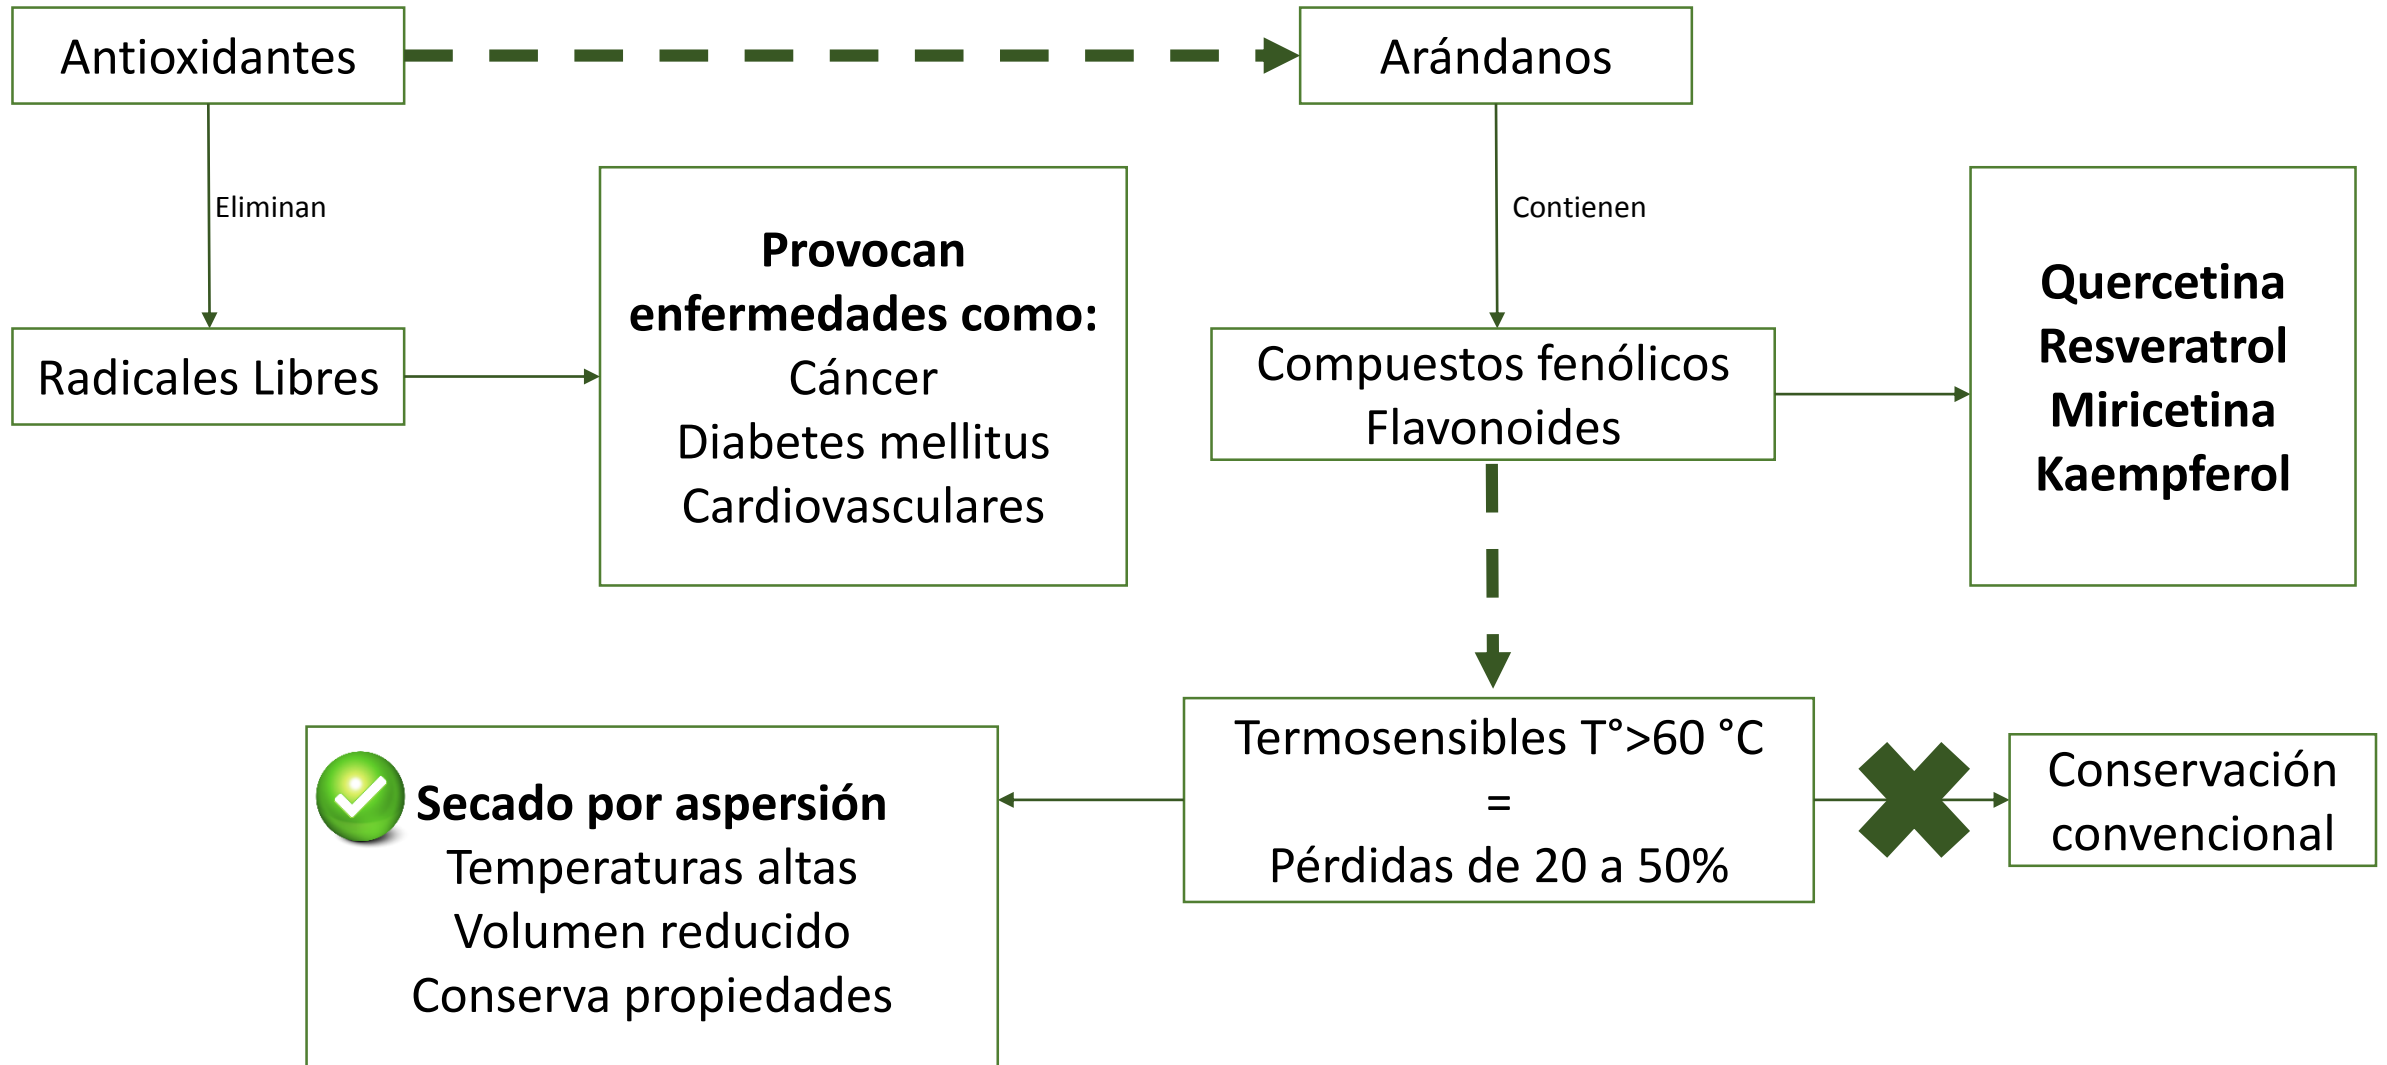 Antioxidantes
Arándanos
Eliminan
Contienen
Radicales Libres
Provocan
enfermedades como:
Cáncer
Diabetes mellitus
Cardiovasculares
Compuestos fenólicos
Flavonoides
Quercetina
Resveratrol
Miricetina
Kaempferol
Termosensibles T°>60 °C
=
Pérdidas de 20 a 50%
Conservación
convencional
Secado por aspersión
Temperaturas altas
Volumen reducido
Conserva propiedades